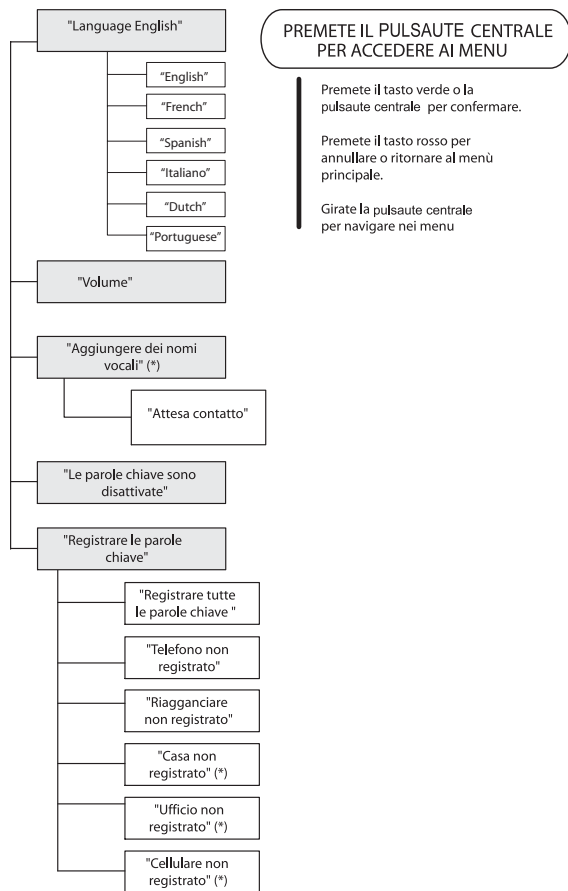 "Language English"
“English”
“French”
“Spanish”
“Italiano”
“Dutch”
“Portuguese”
"Volume"
"Aggiungere dei nomi
vocali" (*)
"Attesa contatto"
"Le parole chiave sono
disattivate"
"Registrare le parole
chiave"
"Registrare tutte
le parole chiave "
"Telefono non
registrato"
"Riagganciare
non registrato"
"Casa non
registrato" (*)
"Ufficio non
registrato" (*)
"Cellulare non
registrato" (*)
PREMETE IL PULSAUTE CENTRALE
PER ACCEDERE AI MENU
Premete il tasto verde o la
pulsaute centrale per confermare.
Premete il tasto rosso per
annullare o ritornare al menù
principale.
Girate la pulsaute centrale
per navigare nei menu